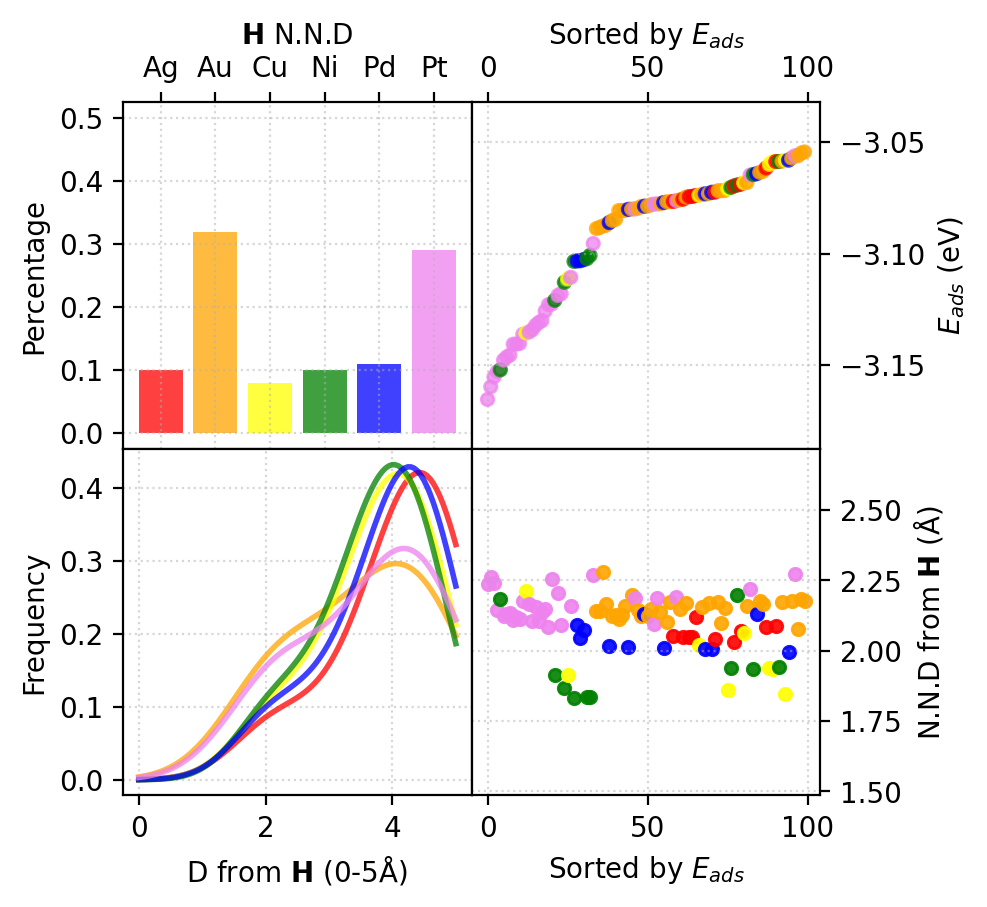 H N.N.D
Sorted by E_ads
Ag Au Cu Ni Pd Pt
0 50 100
0.5
0.4
0.3
0.2
0.1
0.0
Percentage
−3.05
−3.10
−3.15
E_ads (eV)
0.4
0.3
0.2
0.1
0.0
Frequency
2.50
2.25
2.00
1.75
1.50
N.N.D from H (Å)
0 2 4
0 50 100
D from H (0-5Å)
Sorted by E_ads